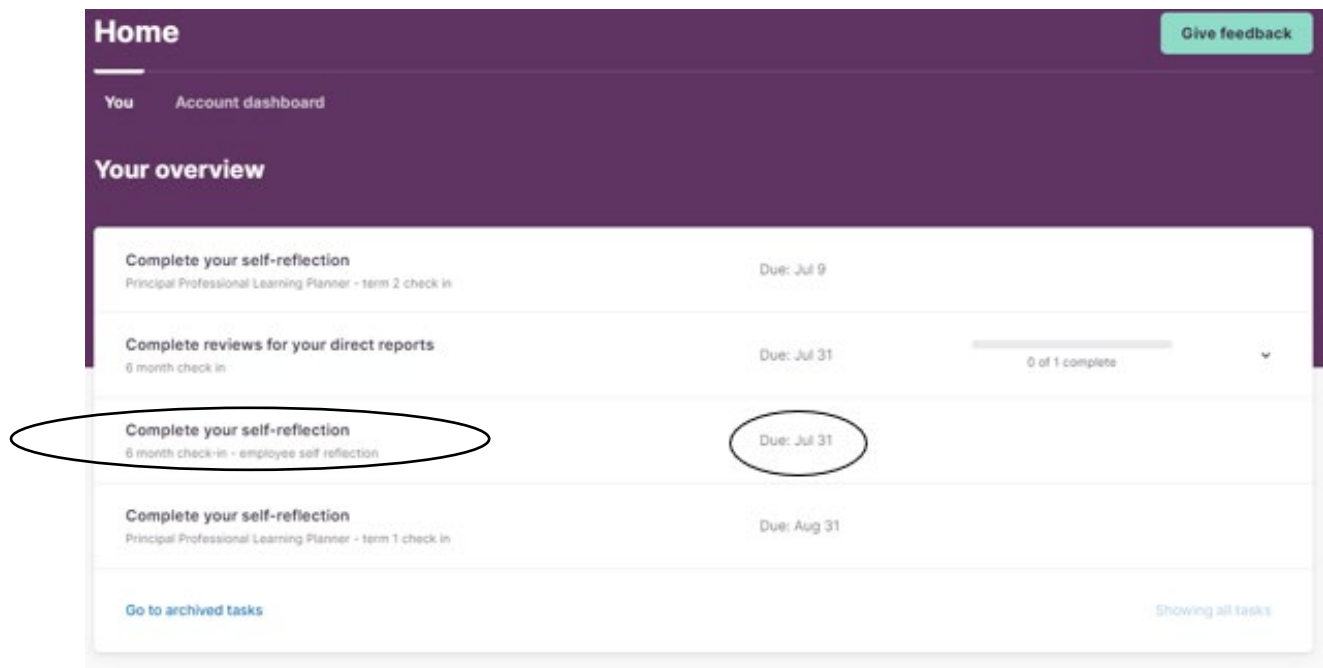 Home
Give feedback
You Account dashboard
Your overview
Complete your self-reflection
Principal Professional Learning Planner - term 2 check in
Due: Jul 9
Complete reviews for your direct reports
6 month check in
Due: Jul 31
0 of 1 complete
Complete your self-reflection
6 month check-in - employee self reflection
Due: Jul 31
Complete your self-reflection
Principal Professional Learning Planner - term 1 check in
Due: Aug 31
Go to archived tasks
Showing all tasks